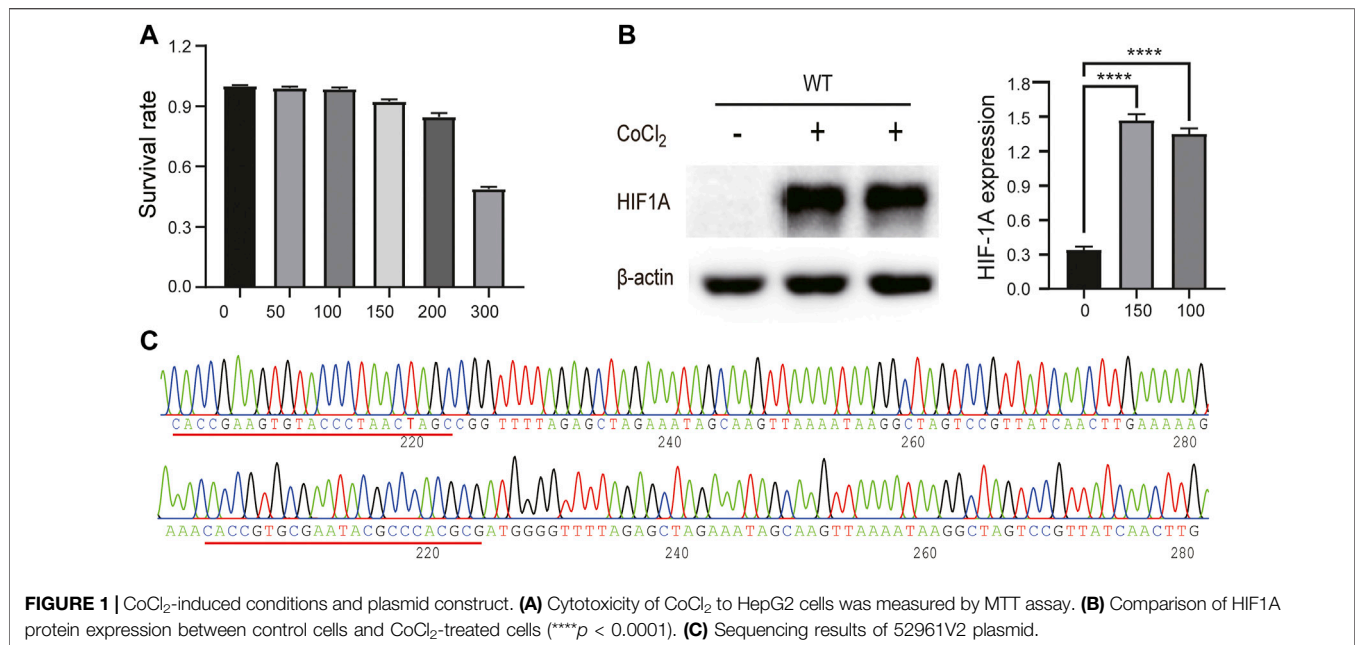 A
1.2
0.9
0.6
0.3
0.0
Survival rate
0 50 100 150 200 300
B
WT
CoCl₂ - + +
HIF1A
β-actin
****
****
1.8
1.5
1.2
0.9
0.6
0.3
0.0
HIF-1A expression
0 150 100
C
CACCGAAGTGTACCCTAACTAGCCGG TTTTAGAGCTAGAAATAGCAAGTTAAAATAAGGCTAGTCCGTTATCAACTTGAAAAAG
220 240 260 280
AAACACCGTGCGAATACGCCCACGCGATGGGGTTTTAGAGCTAGAAATAGCAAGTTAAAATAAGGCTAGTCCGTTATCAACTTG
220 240 260 280
FIGURE 1 | CoCl₂-induced conditions and plasmid construct. (A) Cytotoxicity of CoCl₂ to HepG2 cells was measured by MTT assay. (B) Comparison of HIF1A
protein expression between control cells and CoCl₂-treated cells (****p < 0.0001). (C) Sequencing results of 52961V2 plasmid.